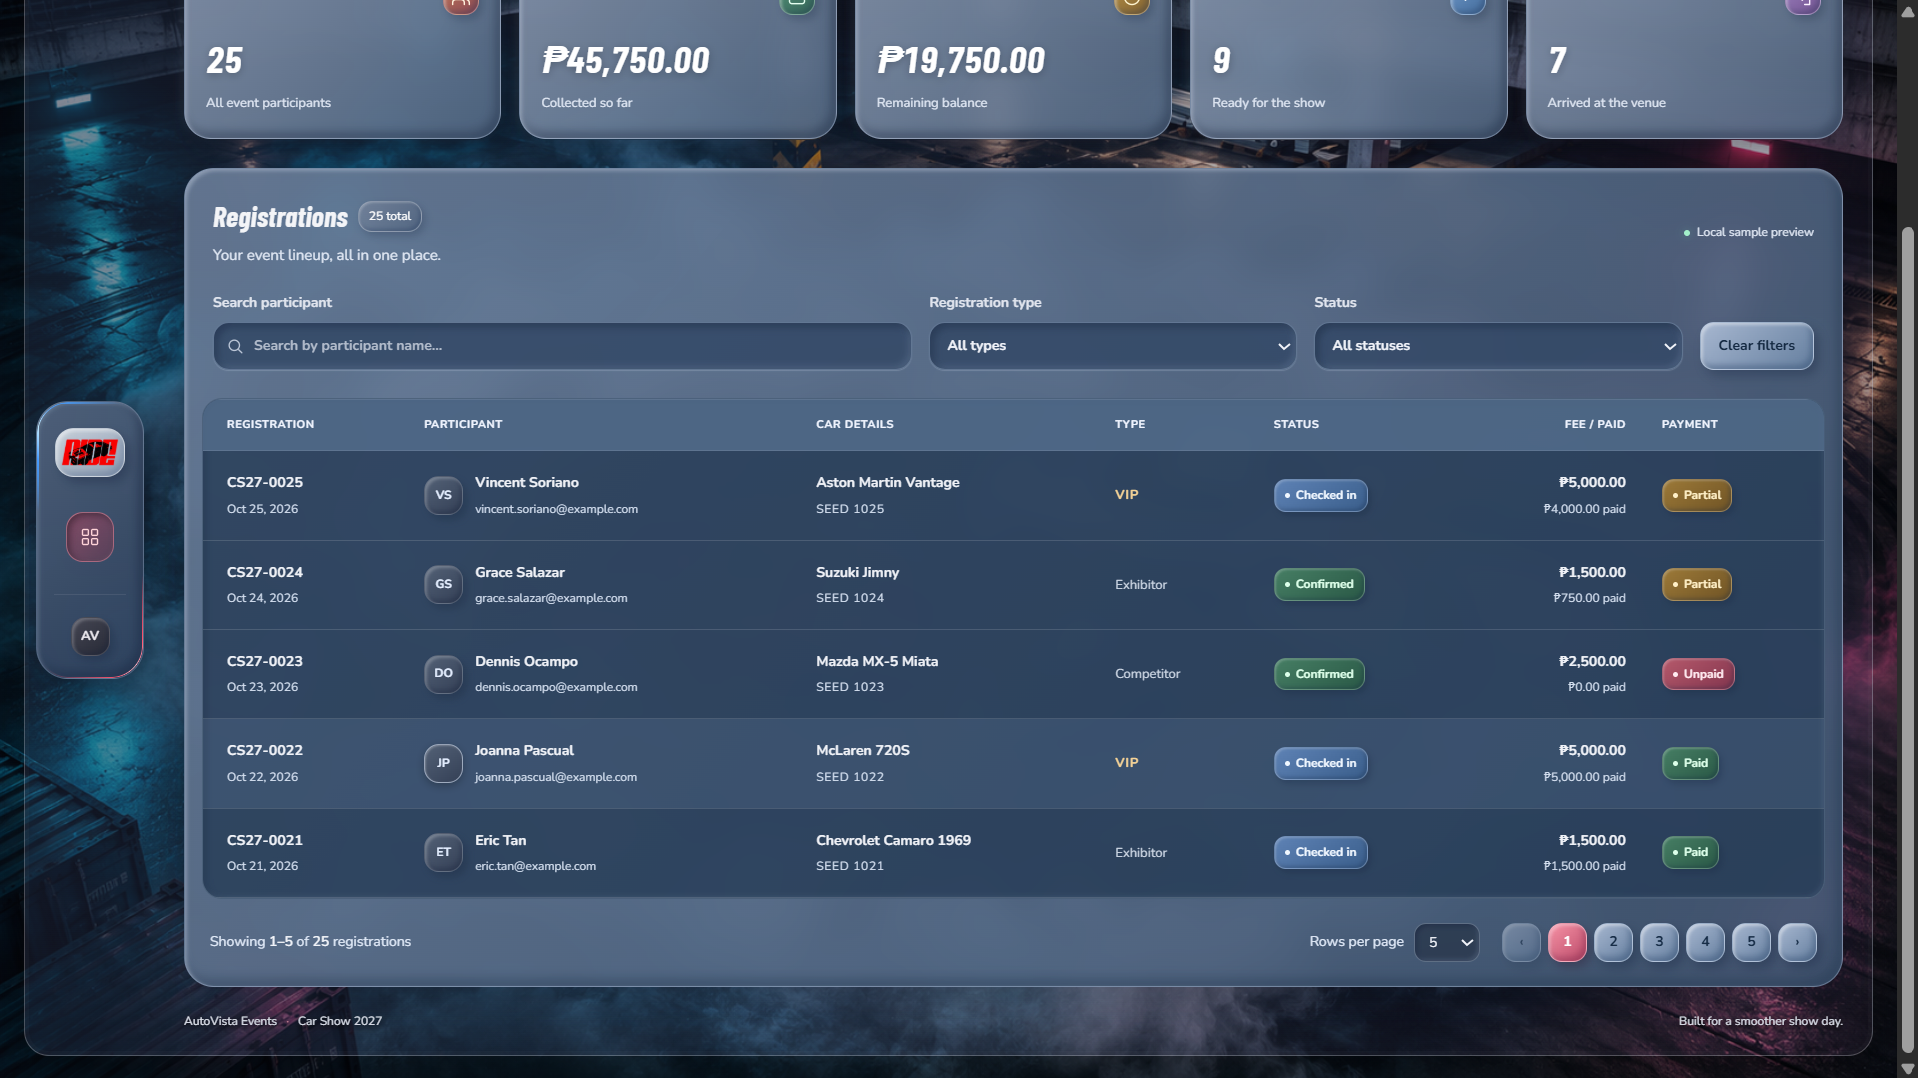 25
₱45,750.00
₱19,750.00
9
7
All event participants
Collected so far
Remaining balance
Ready for the show
Arrived at the venue
Registrations
25 total
Your event lineup, all in one place.
Local sample preview
Search participant
Registration type
Status
Search by participant name...
All types
All statuses
Clear filters
REGISTRATION PARTICIPANT CAR DETAILS TYPE STATUS FEE / PAID PAYMENT
CS27-0025 VS Vincent Soriano Aston Martin Vantage VIP Checked in ₱5,000.00 Partial
Oct 25, 2026 vincent.soriano@example.com SEED 1025 ₱4,000.00 paid
CS27-0024 GS Grace Salazar Suzuki Jimny Exhibitor Confirmed ₱1,500.00 Partial
Oct 24, 2026 grace.salazar@example.com SEED 1024 ₱750.00 paid
CS27-0023 DO Dennis Ocampo Mazda MX-5 Miata Competitor Confirmed ₱2,500.00 Unpaid
Oct 23, 2026 dennis.ocampo@example.com SEED 1023 ₱0.00 paid
CS27-0022 JP Joanna Pascual McLaren 720S VIP Checked in ₱5,000.00 Paid
Oct 22, 2026 joanna.pascual@example.com SEED 1022 ₱5,000.00 paid
CS27-0021 ET Eric Tan Chevrolet Camaro 1969 Exhibitor Checked in ₱1,500.00 Paid
Oct 21, 2026 eric.tan@example.com SEED 1021 ₱1,500.00 paid
AV
Showing 1–5 of 25 registrations
Rows per page 5 ‹ 1 2 3 4 5 ›
AutoVista Events · Car Show 2027
Built for a smoother show day.